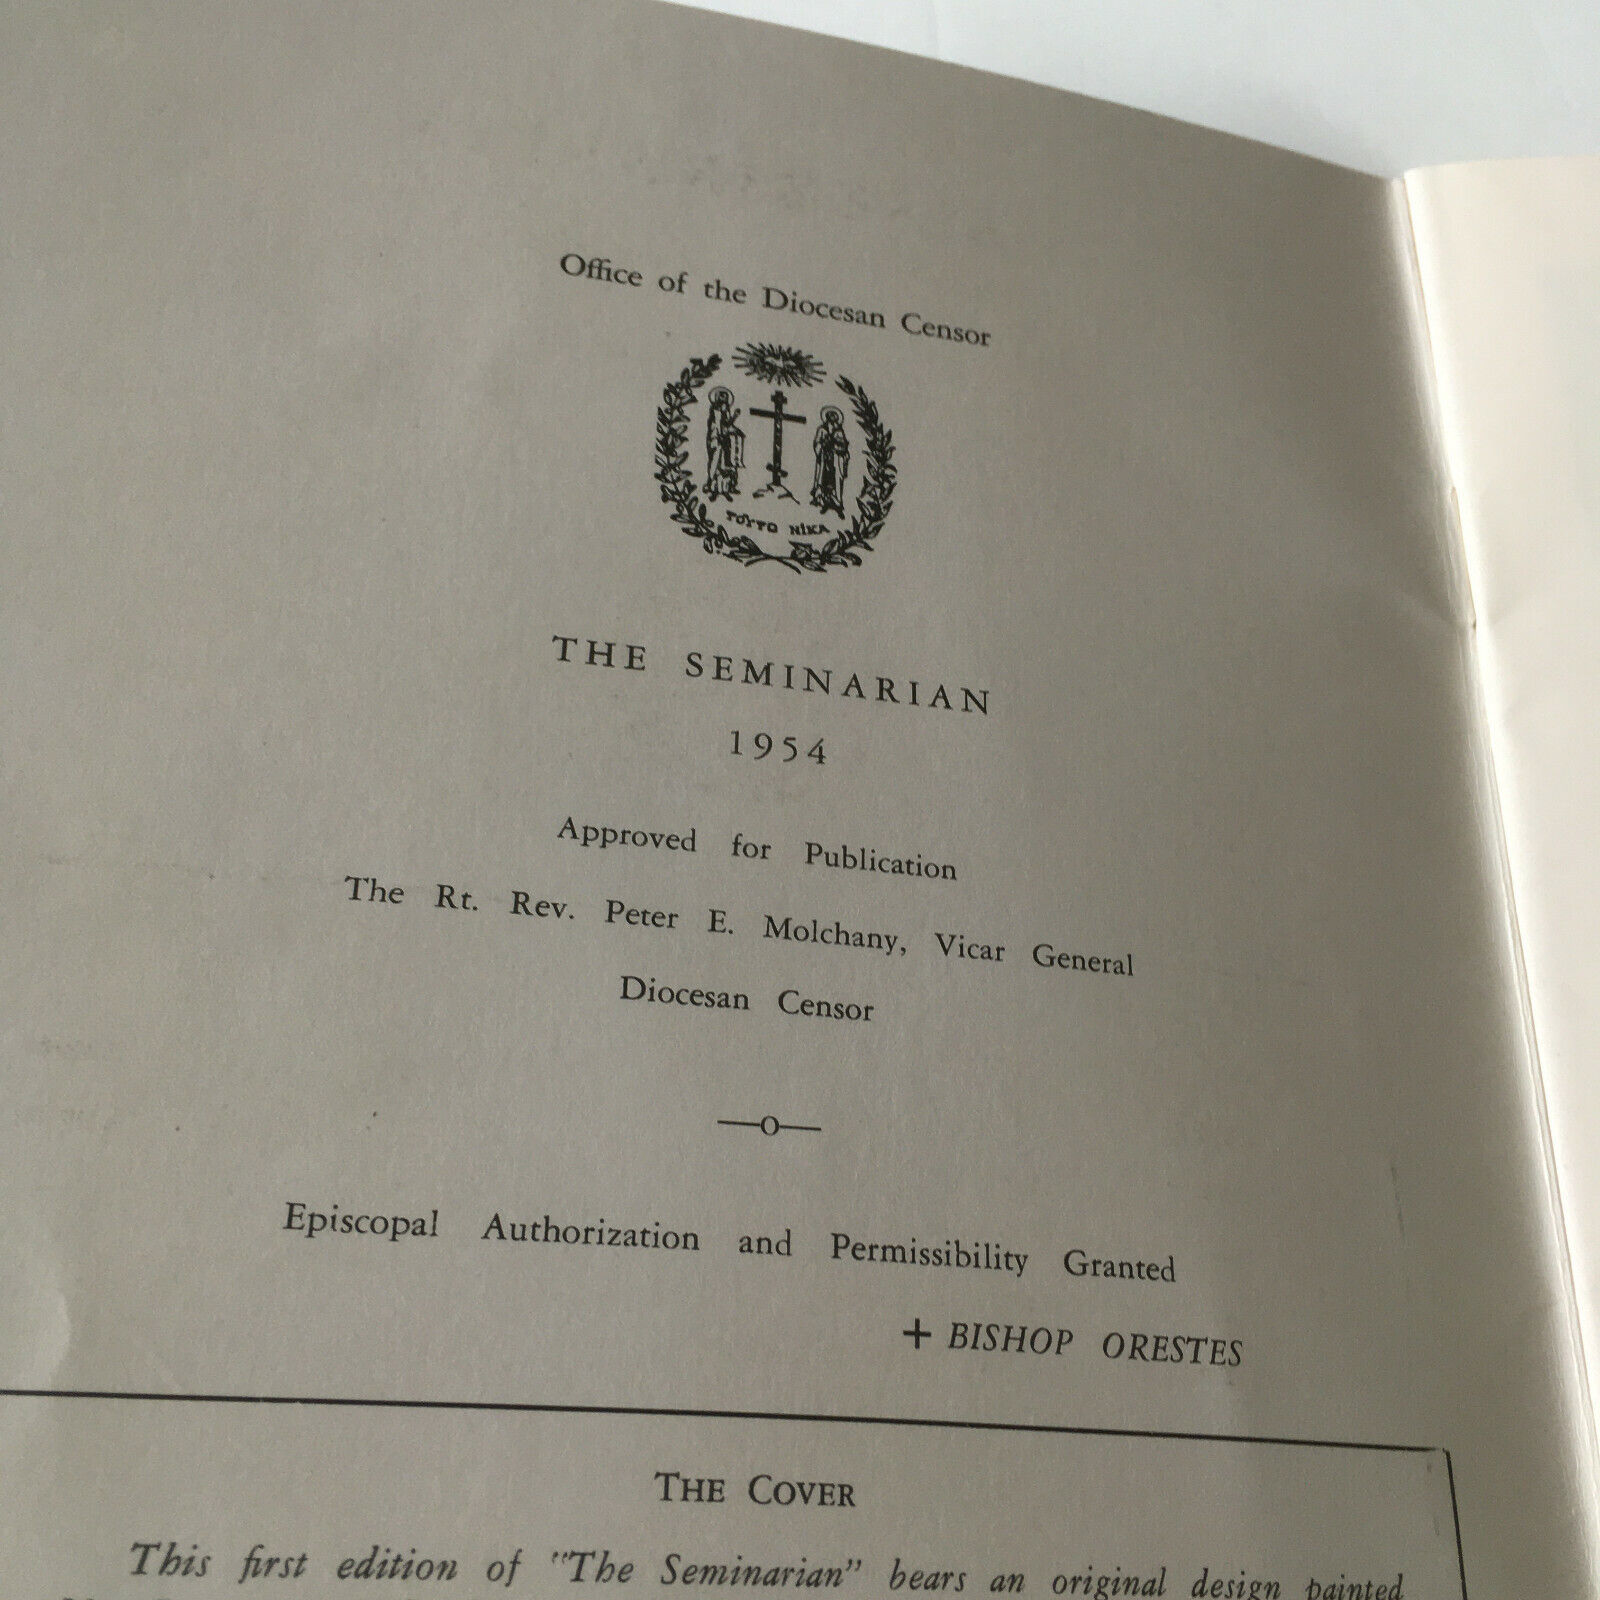 Office of the Diocesan Censor
ΤΟΥΤΟ ΝΙΚΑ
THE SEMINARIAN
1954
Approved for Publication
The Rt. Rev. Peter E. Molchany, Vicar General
Diocesan Censor
—o—
Episcopal Authorization and Permissibility Granted
+ BISHOP ORESTES
THE COVER
This first edition of "The Seminarian" bears an original design painted